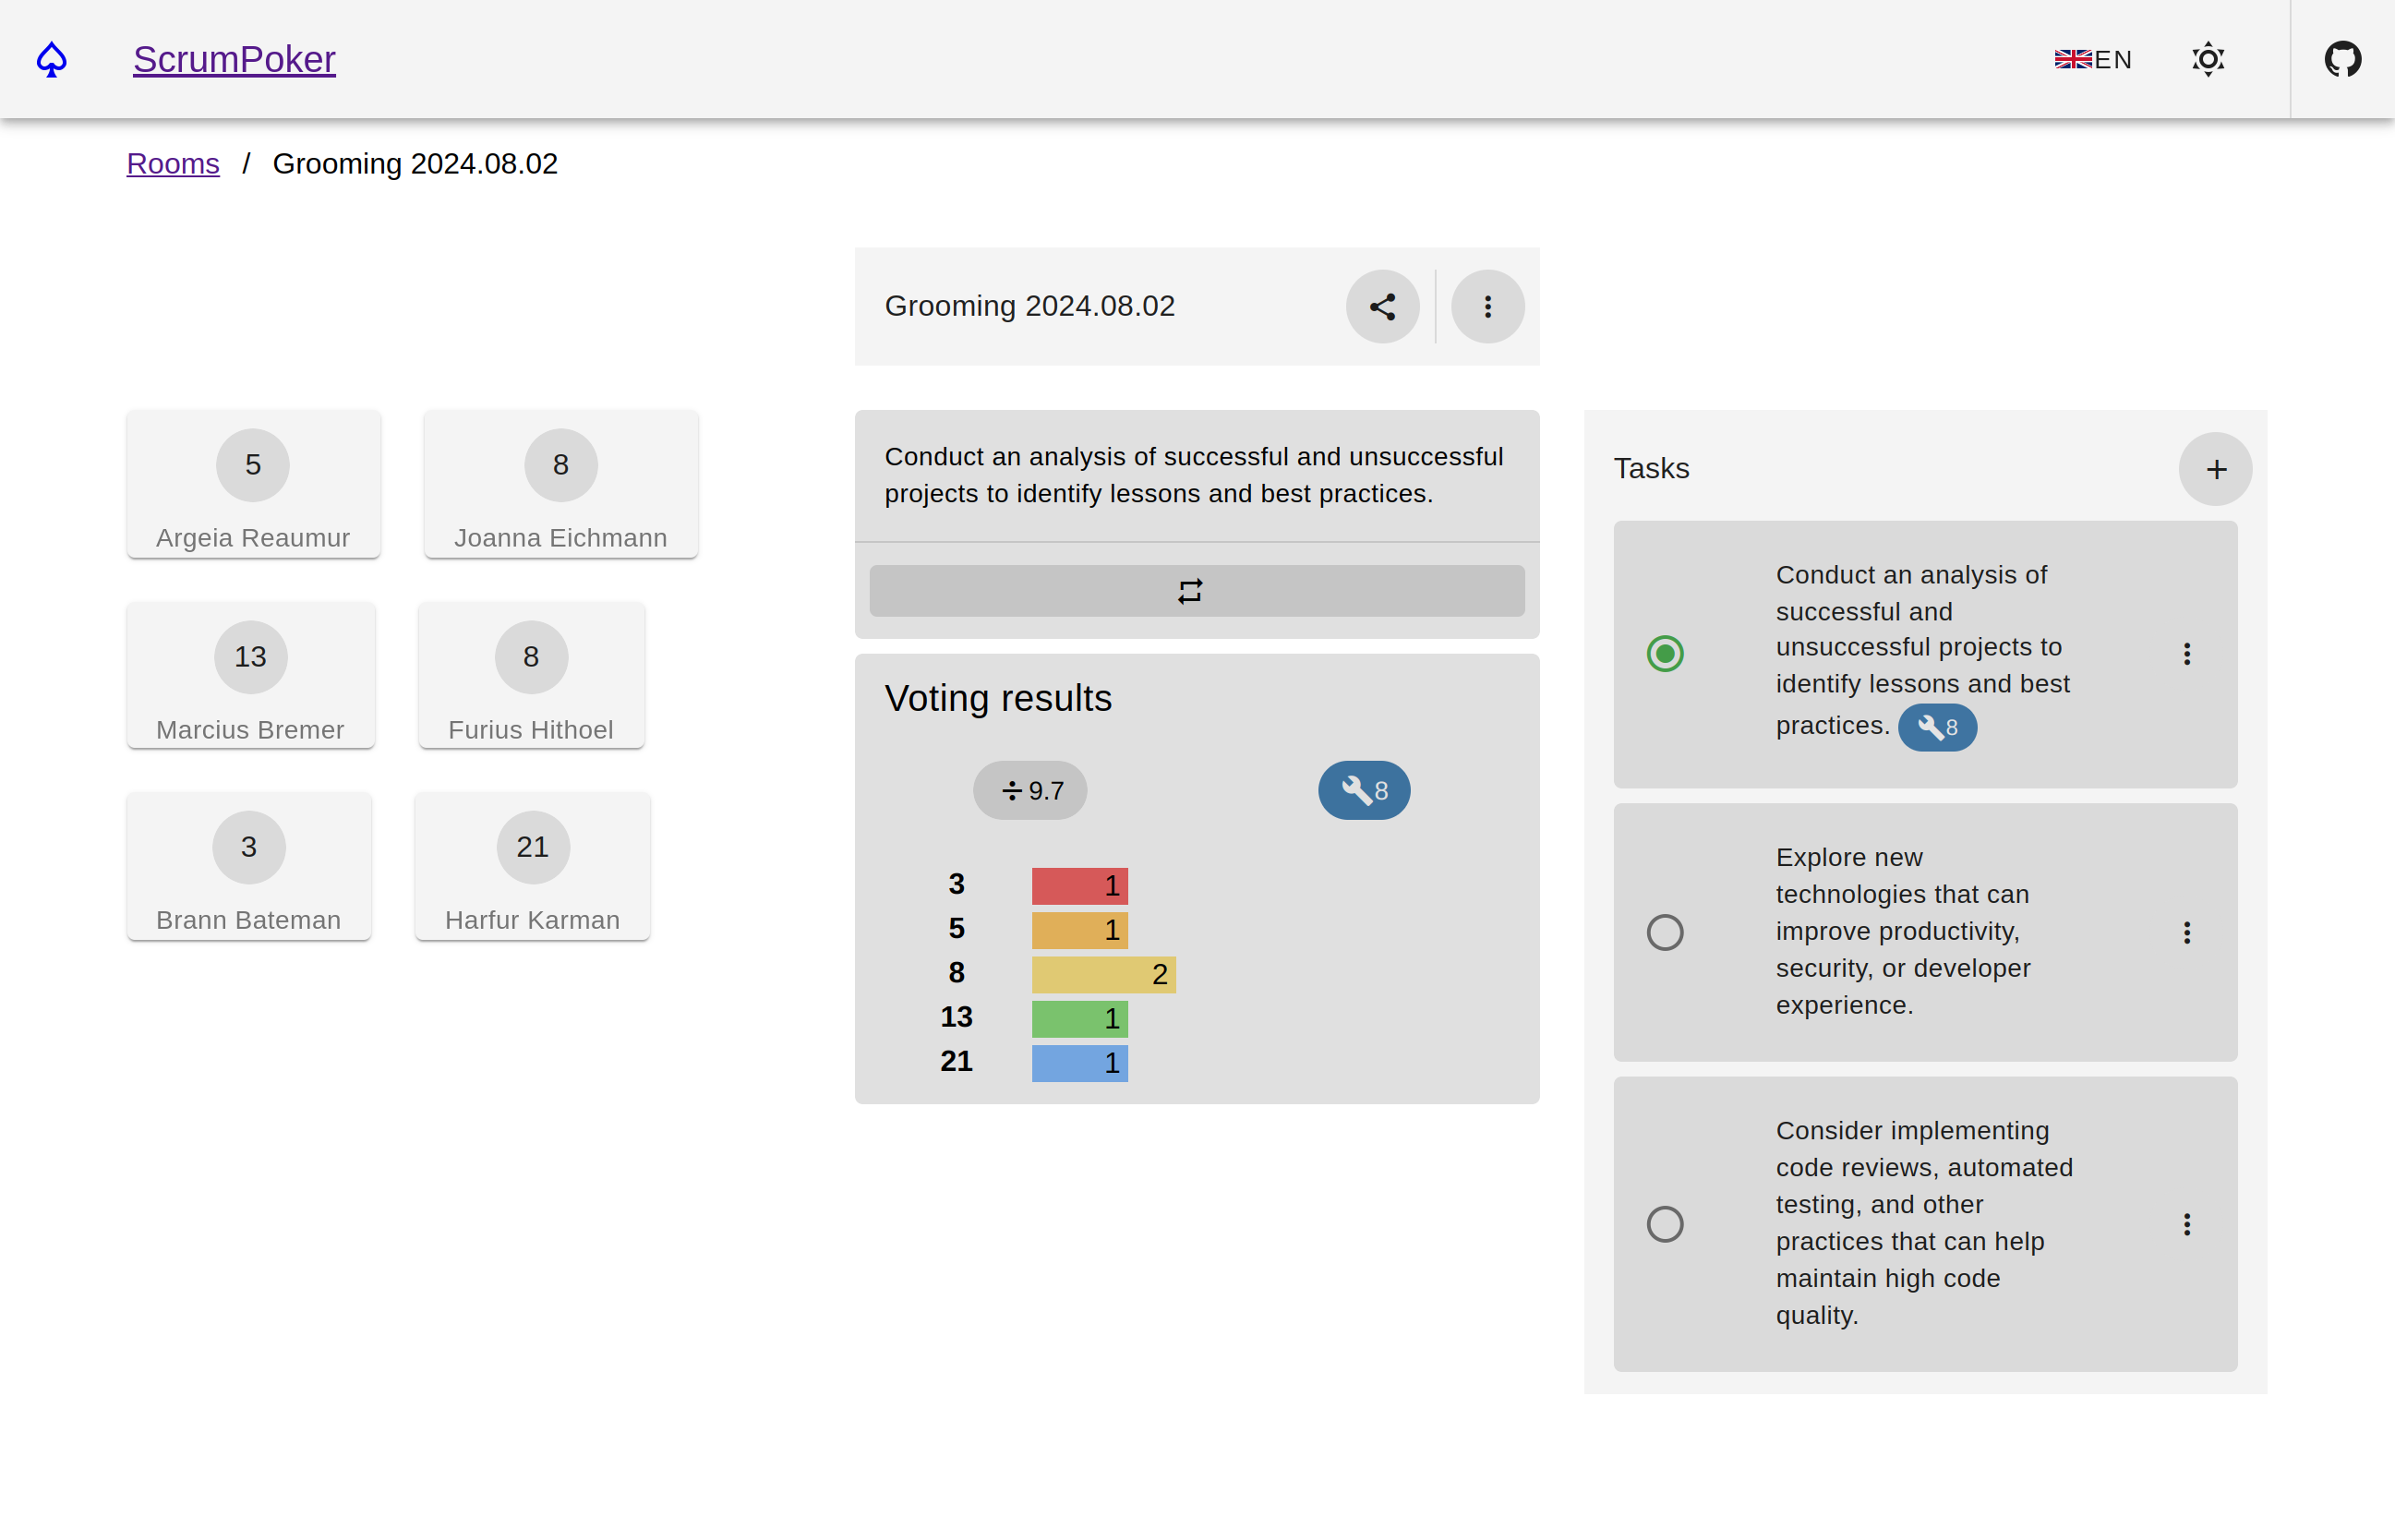 ScrumPoker
EN
Rooms / Grooming 2024.08.02
Grooming 2024.08.02
5
Argeia Reaumur
8
Joanna Eichmann
13
Marcius Bremer
8
Furius Hithoel
3
Brann Bateman
21
Harfur Karman
Conduct an analysis of successful and unsuccessful
projects to identify lessons and best practices.
Voting results
÷ 9.7
8
3 1
5 1
8 2
13 1
21 1
Tasks
+
Conduct an analysis of
successful and
unsuccessful projects to
identify lessons and best
practices. 8
Explore new
technologies that can
improve productivity,
security, or developer
experience.
Consider implementing
code reviews, automated
testing, and other
practices that can help
maintain high code
quality.